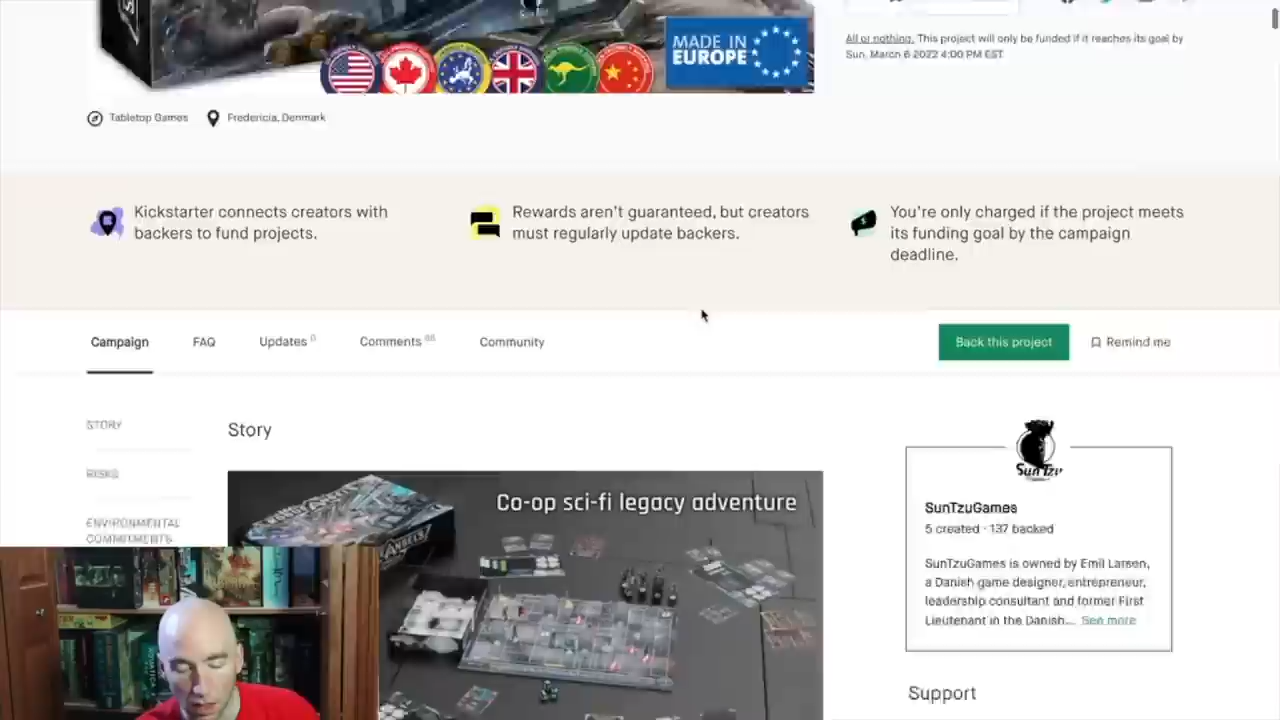 MADE IN
EUROPE
All or nothing. This project will only be funded if it reaches its goal by
Sun, March 6 2022 4:00 PM EST.
Tabletop Games
Fredericia, Denmark
Kickstarter connects creators with
backers to fund projects.
Rewards aren't guaranteed, but creators
must regularly update backers.
You're only charged if the project meets
its funding goal by the campaign
deadline.
Campaign
FAQ
Updates 0
Comments
Community
Back this project
Remind me
STORY
RISKS
ENVIRONMENTAL
COMMITMENTS
Story
Co-op sci-fi legacy adventure
ANGELS
Sun Tzu
SunTzuGames
5 created · 137 backed
SunTzuGames is owned by Emil Larsen,
a Danish game designer, entrepreneur,
leadership consultant and former First
Lieutenant in the Danish... See more
Support